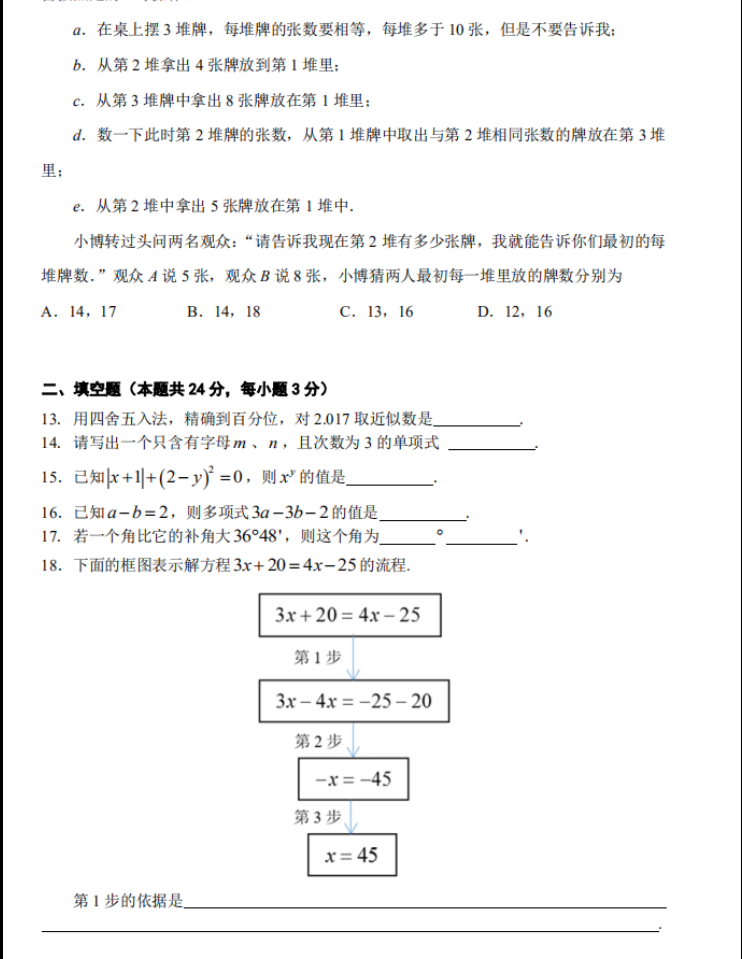 a．在桌上摆 3 堆牌，每堆牌的张数要相等，每堆多于 10 张，但是不要告诉我；
b．从第 2 堆拿出 4 张牌放到第 1 堆里；
c．从第 3 堆牌中拿出 8 张牌放在第 1 堆里；
d．数一下此时第 2 堆牌的张数，从第 1 堆牌中取出与第 2 堆相同张数的牌放在第 3 堆
里；
e．从第 2 堆中拿出 5 张牌放在第 1 堆中．
小博转过头问两名观众：“请告诉我现在第 2 堆有多少张牌，我就能告诉你们最初的每
堆牌数．”观众 A 说 5 张，观众 B 说 8 张，小博猜两人最初每一堆里放的牌数分别为
A．14，17 B．14，18 C．13，16 D．12，16
二、填空题（本题共 24 分，每小题 3 分）
13．用四舍五入法，精确到百分位，对 2.017 取近似数是________．
14．请写出一个只含有字母 m 、 n ，且次数为 3 的单项式 ________．
15．已知|x+1|+(2−y)²=0，则 xʸ 的值是________．
16．已知 a−b=2，则多项式 3a−3b−2 的值是________．
17．若一个角比它的补角大 36°48′，则这个角为______°______′．
18．下面的框图表示解方程 3x+20=4x−25 的流程．
3x+20=4x−25
第 1 步
3x−4x=−25−20
第 2 步
−x=−45
第 3 步
x=45
第 1 步的依据是________
________．